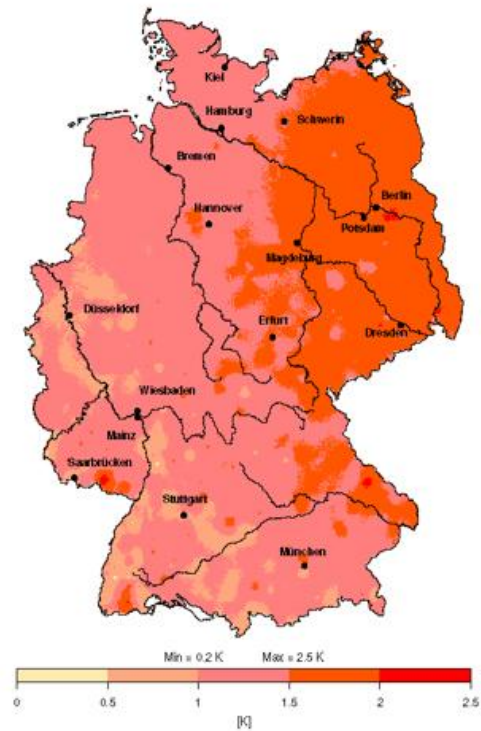 Kiel
Hamburg
Schwerin
Bremen
Berlin
Hannover
Potsdam
Magdeburg
Düsseldorf
Erfurt
Dresden
Wiesbaden
Mainz
Saarbrücken
Stuttgart
München
Min = 0.2 K Max = 2.5 K
0 0.5 1 1.5 2 2.5
[K]